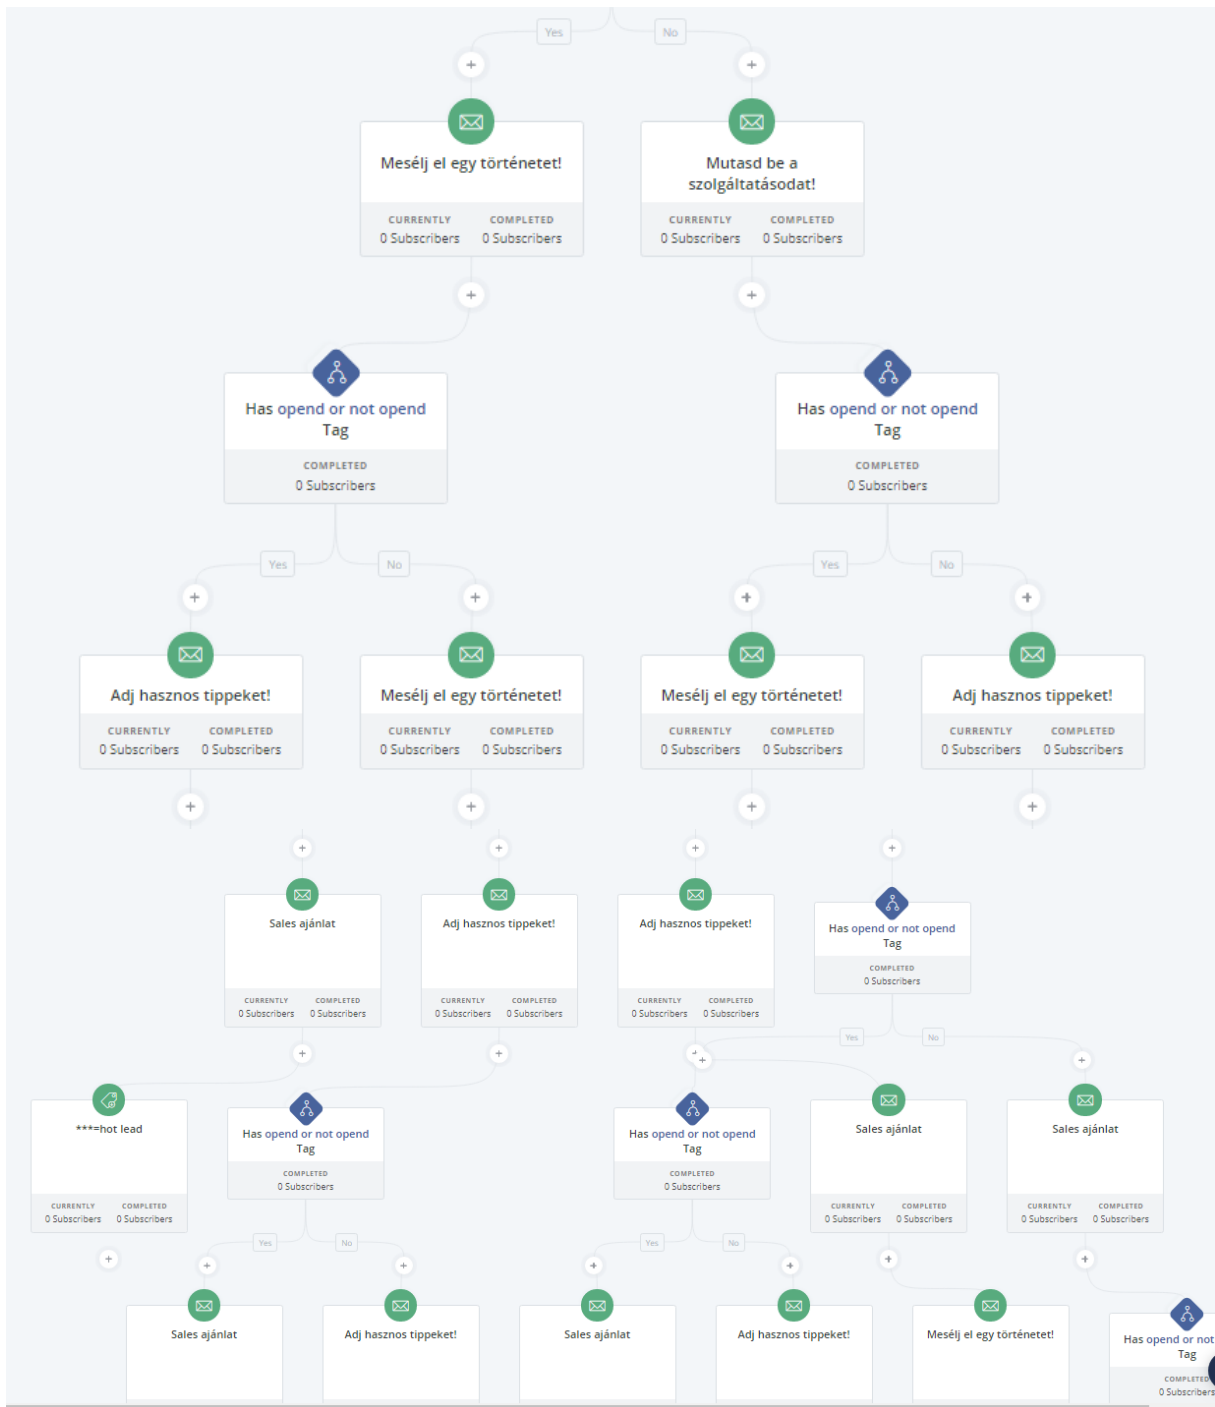 Yes
No
Mesélj el egy történetet!
CURRENTLY COMPLETED
0 Subscribers 0 Subscribers
Mutasd be a
szolgáltatásodat!
CURRENTLY COMPLETED
0 Subscribers 0 Subscribers
Has opend or not opend
Tag
COMPLETED
0 Subscribers
Has opend or not opend
Tag
COMPLETED
0 Subscribers
Yes
No
Yes
No
Adj hasznos tippeket!
CURRENTLY COMPLETED
0 Subscribers 0 Subscribers
Mesélj el egy történetet!
CURRENTLY COMPLETED
0 Subscribers 0 Subscribers
Mesélj el egy történetet!
CURRENTLY COMPLETED
0 Subscribers 0 Subscribers
Adj hasznos tippeket!
CURRENTLY COMPLETED
0 Subscribers 0 Subscribers
Sales ajánlat
CURRENTLY COMPLETED
0 Subscribers 0 Subscribers
Adj hasznos tippeket!
CURRENTLY COMPLETED
0 Subscribers 0 Subscribers
Adj hasznos tippeket!
CURRENTLY COMPLETED
0 Subscribers 0 Subscribers
Has opend or not opend
Tag
COMPLETED
0 Subscribers
Yes
No
***=hot lead
CURRENTLY COMPLETED
0 Subscribers 0 Subscribers
Has opend or not opend
Tag
COMPLETED
0 Subscribers
Has opend or not opend
Tag
COMPLETED
0 Subscribers
Sales ajánlat
CURRENTLY COMPLETED
0 Subscribers 0 Subscribers
Sales ajánlat
CURRENTLY COMPLETED
0 Subscribers 0 Subscribers
Yes
No
Yes
No
Sales ajánlat
Adj hasznos tippeket!
Sales ajánlat
Adj hasznos tippeket!
Mesélj el egy történetet!
Has opend or not
Tag
COMPLETED
0 Subscribers